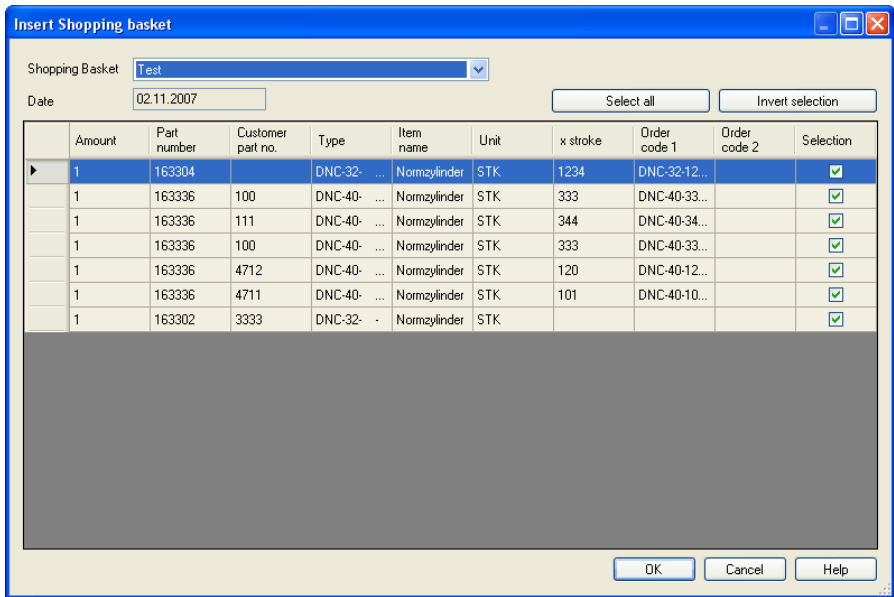 Insert Shopping basket
Shopping Basket Test
Date 02.11.2007 Select all Invert selection
Amount Part number Customer part no. Type Item name Unit x stroke Order code 1 Order code 2 Selection
1 163304 DNC-32- ... Normzylinder STK 1234 DNC-32-12...
1 163336 100 DNC-40- ... Normzylinder STK 333 DNC-40-33...
1 163336 111 DNC-40- ... Normzylinder STK 344 DNC-40-34...
1 163336 100 DNC-40- ... Normzylinder STK 333 DNC-40-33...
1 163336 4712 DNC-40- ... Normzylinder STK 120 DNC-40-12...
1 163336 4711 DNC-40- ... Normzylinder STK 101 DNC-40-10...
1 163302 3333 DNC-32- - Normzylinder STK
OK Cancel Help